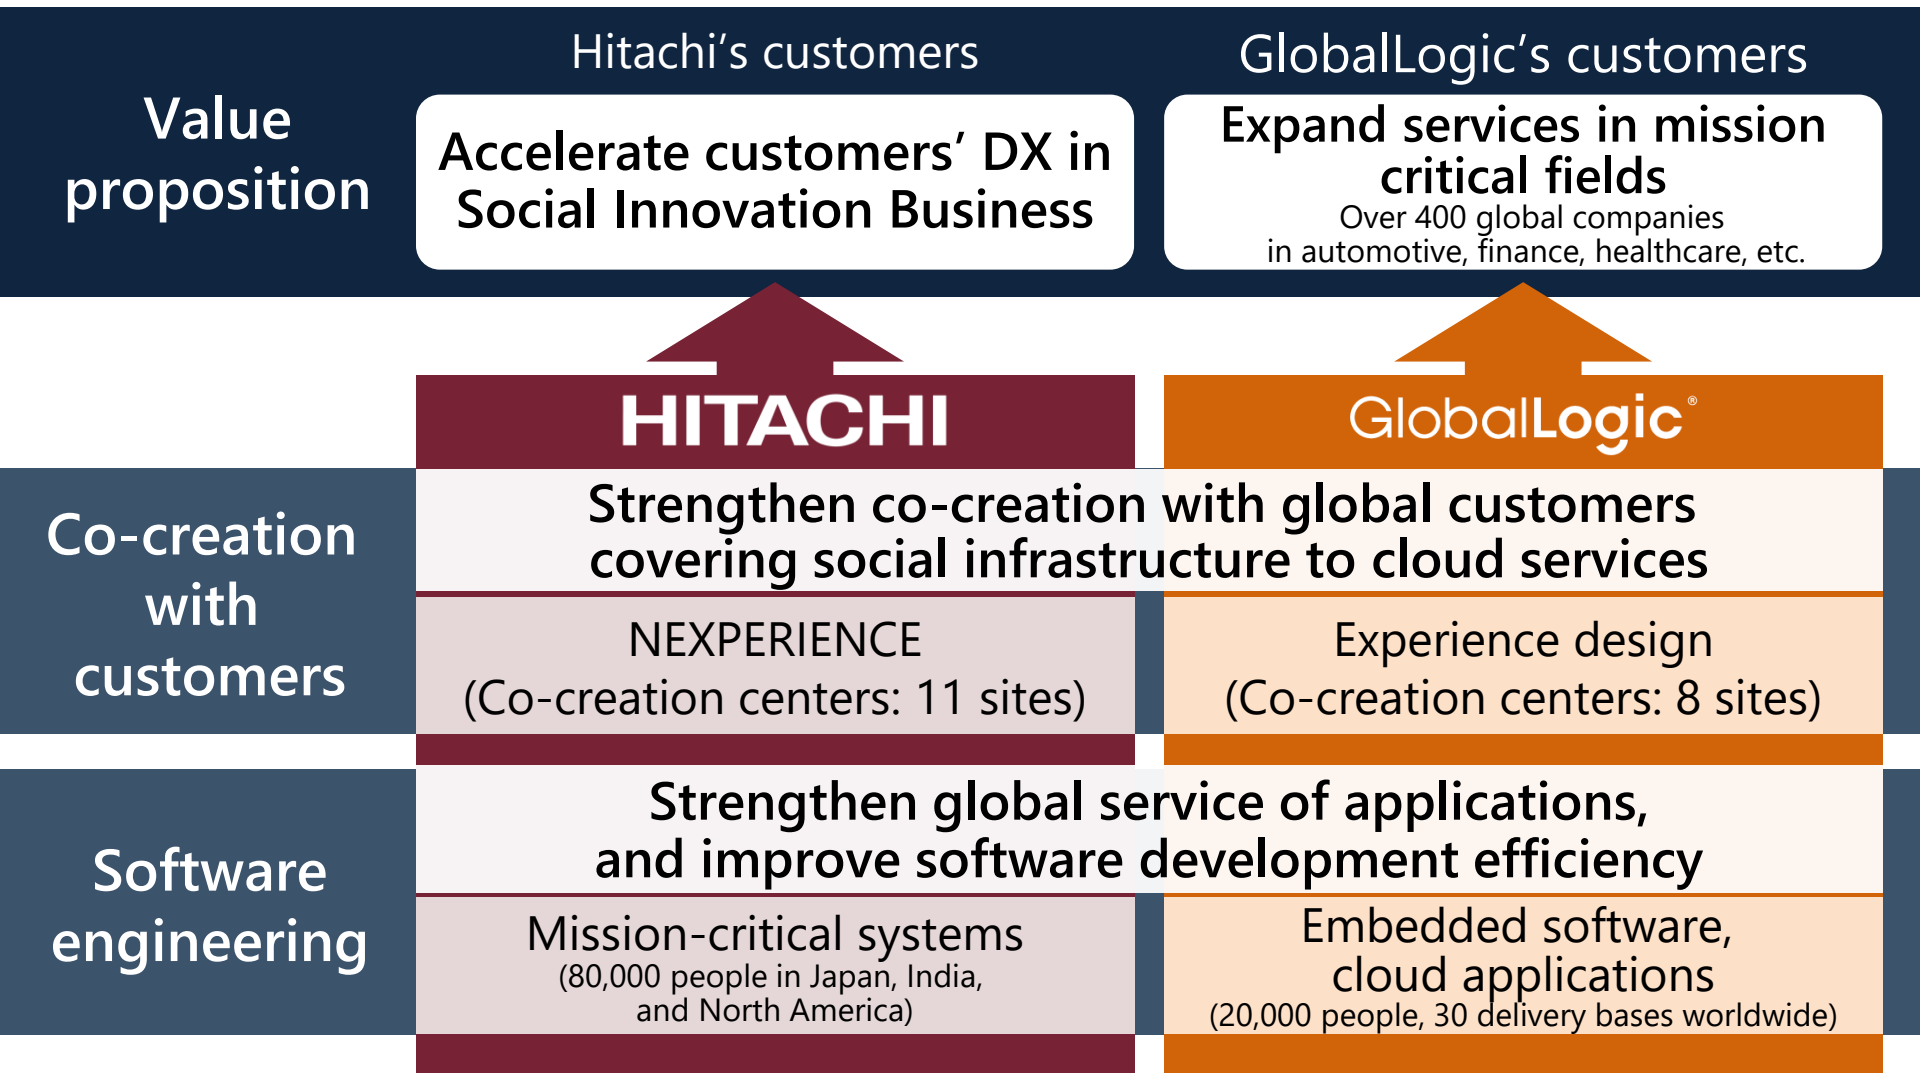 Value
proposition
Hitachi’s customers
Accelerate customers’ DX in
Social Innovation Business
GlobalLogic’s customers
Expand services in mission
critical fields
Over 400 global companies
in automotive, finance, healthcare, etc.
HITACHI
GlobalLogic®
Co-creation
with
customers
Strengthen co-creation with global customers
covering social infrastructure to cloud services
NEXPERIENCE
(Co-creation centers: 11 sites)
Experience design
(Co-creation centers: 8 sites)
Software
engineering
Strengthen global service of applications,
and improve software development efficiency
Mission-critical systems
(80,000 people in Japan, India,
and North America)
Embedded software,
cloud applications
(20,000 people, 30 delivery bases worldwide)